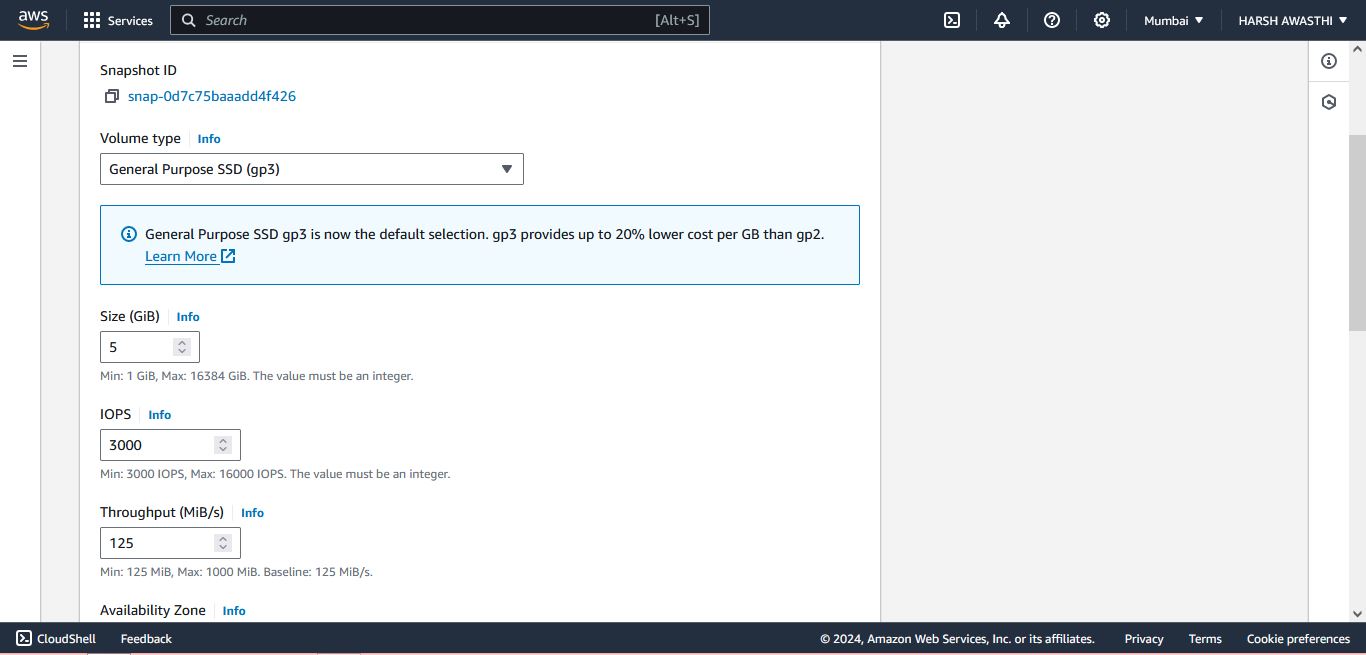 aws Services Search [Alt+S] Mumbai HARSH AWASTHI
Snapshot ID
snap-0d7c75baaadd4f426
Volume type Info
General Purpose SSD (gp3)
General Purpose SSD gp3 is now the default selection. gp3 provides up to 20% lower cost per GB than gp2.
Learn More
Size (GiB) Info
5
Min: 1 GiB, Max: 16384 GiB. The value must be an integer.
IOPS Info
3000
Min: 3000 IOPS, Max: 16000 IOPS. The value must be an integer.
Throughput (MiB/s) Info
125
Min: 125 MiB, Max: 1000 MiB. Baseline: 125 MiB/s.
Availability Zone Info
CloudShell Feedback © 2024, Amazon Web Services, Inc. or its affiliates. Privacy Terms Cookie preferences